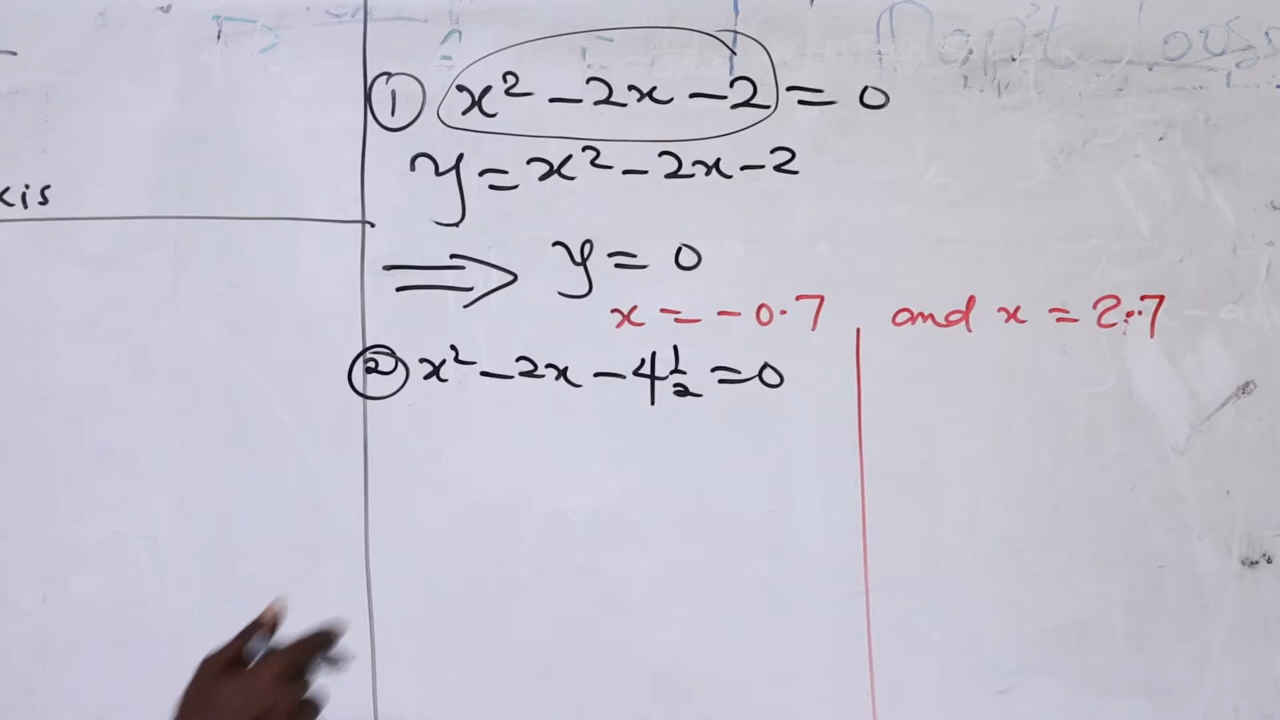 xis
① x² – 2x – 2 = 0
y = x² – 2x – 2
⟹ y = 0
x = – 0.7 and x = 2.7
② x² – 2x – 4½ = 0